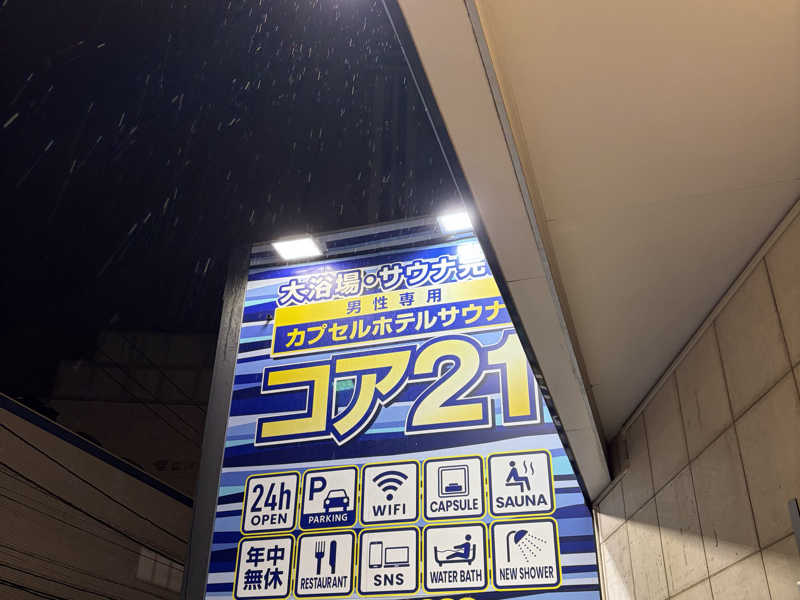 大浴場・サウナ完
男性専用
カプセルホテルサウナ
コア21
24h OPEN
P PARKING
WIFI
CAPSULE
SAUNA
年中無休
RESTAURANT
SNS
WATER BATH
NEW SHOWER